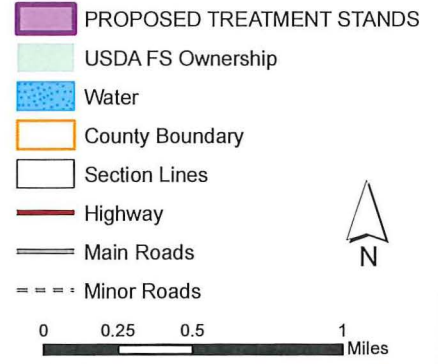 PROPOSED TREATMENT STANDS
USDA FS Ownership
Water
County Boundary
Section Lines
Highway
Main Roads
Minor Roads
N
0 0.25 0.5 1
Miles